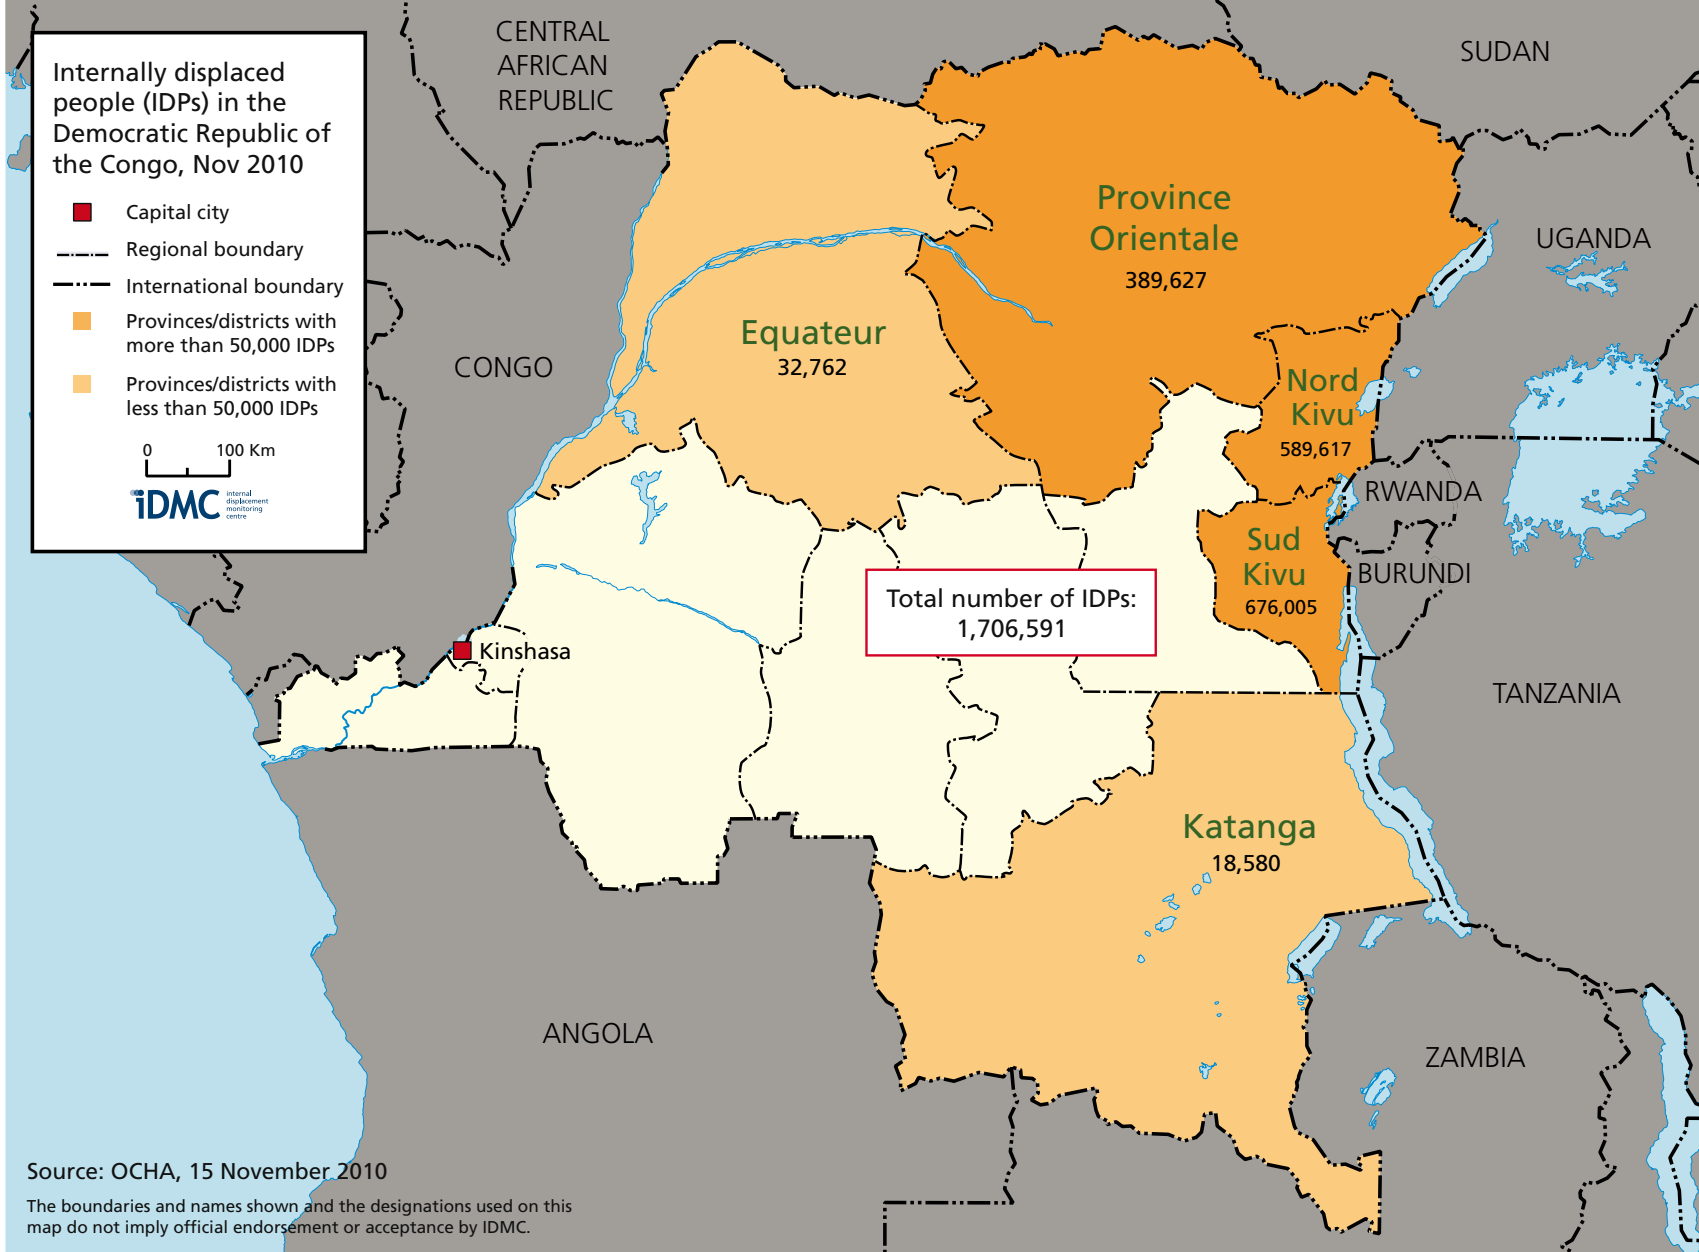 Internally displaced
people (IDPs) in the
Democratic Republic of
the Congo, Nov 2010
Capital city
Regional boundary
International boundary
Provinces/districts with
more than 50,000 IDPs
Provinces/districts with
less than 50,000 IDPs
0 100 Km
iDMC
internal
displacement
monitoring
centre
CENTRAL
AFRICAN
REPUBLIC
SUDAN
Province
Orientale
389,627
UGANDA
Equateur
32,762
CONGO
Nord
Kivu
589,617
RWANDA
Sud
Kivu
676,005
BURUNDI
Total number of IDPs:
1,706,591
Kinshasa
TANZANIA
Katanga
18,580
ANGOLA
ZAMBIA
Source: OCHA, 15 November 2010
The boundaries and names shown and the designations used on this
map do not imply official endorsement or acceptance by IDMC.